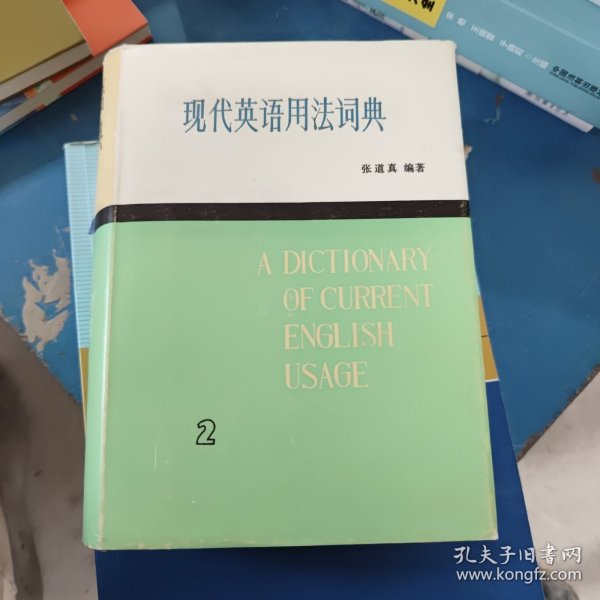 现代英语用法词典
张道真 编著
A DICTIONARY
OF CURRENT
ENGLISH
USAGE
2
孔夫子旧书网
www.kongfz.com